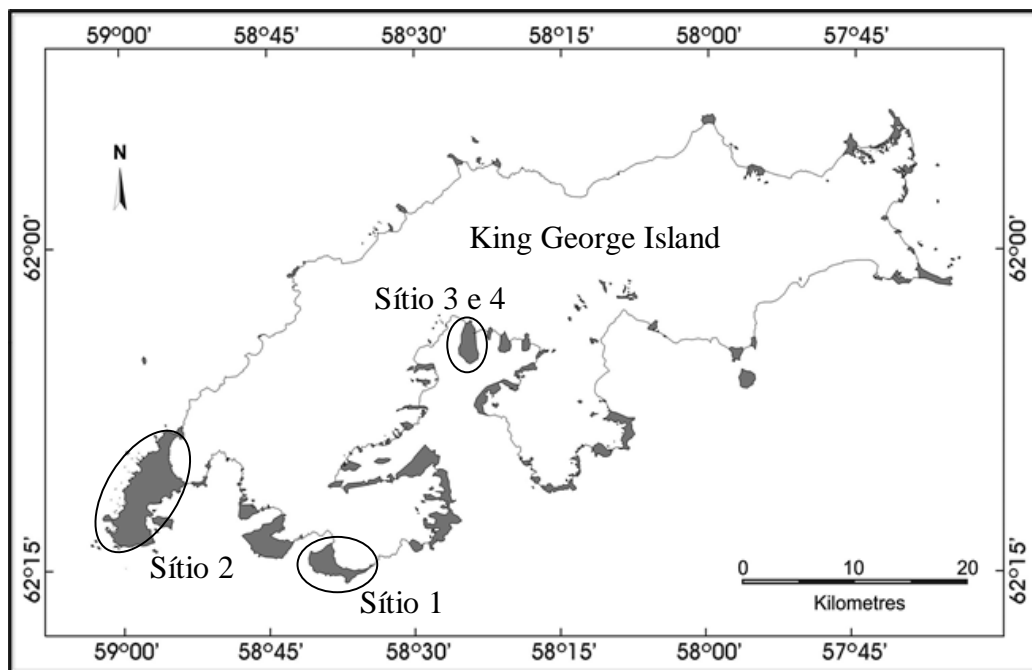 59°00' 58°45' 58°30' 58°15' 58°00' 57°45'
N
King George Island
62°00' 62°00'
Sítio 3 e 4
Sítio 2
Sítio 1
62°15' 62°15'
0 10 20
Kilometres
59°00' 58°45' 58°30' 58°15' 58°00' 57°45'